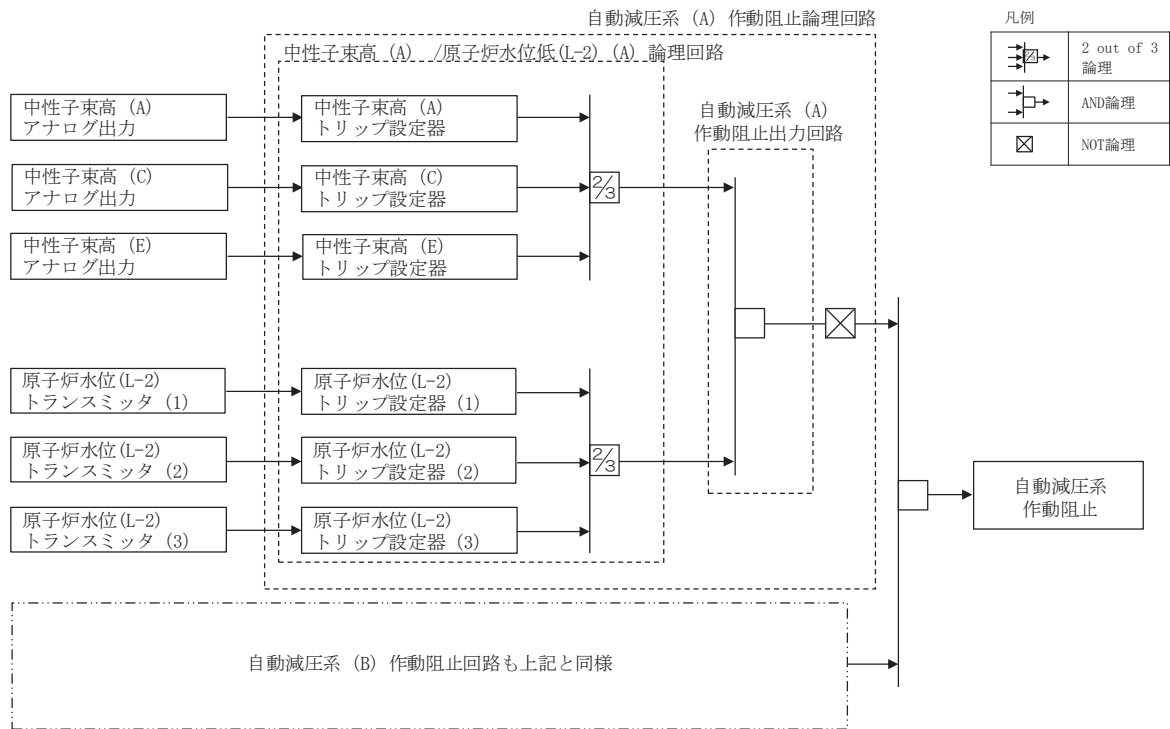 自動減圧系 (A) 作動阻止論理回路
中性子束高 (A) /原子炉水位低(L-2) (A) 論理回路
中性子束高 (A)
アナログ出力
中性子束高 (A)
トリップ設定器
中性子束高 (C)
アナログ出力
中性子束高 (C)
トリップ設定器
中性子束高 (E)
アナログ出力
中性子束高 (E)
トリップ設定器
2/3
自動減圧系 (A)
作動阻止出力回路
原子炉水位(L-2)
トランスミッタ (1)
原子炉水位(L-2)
トリップ設定器 (1)
原子炉水位(L-2)
トランスミッタ (2)
原子炉水位(L-2)
トリップ設定器 (2)
原子炉水位(L-2)
トランスミッタ (3)
原子炉水位(L-2)
トリップ設定器 (3)
2/3
自動減圧系
作動阻止
自動減圧系 (B) 作動阻止回路も上記と同様
凡例
2/3
2 out of 3
論理
AND論理
NOT論理